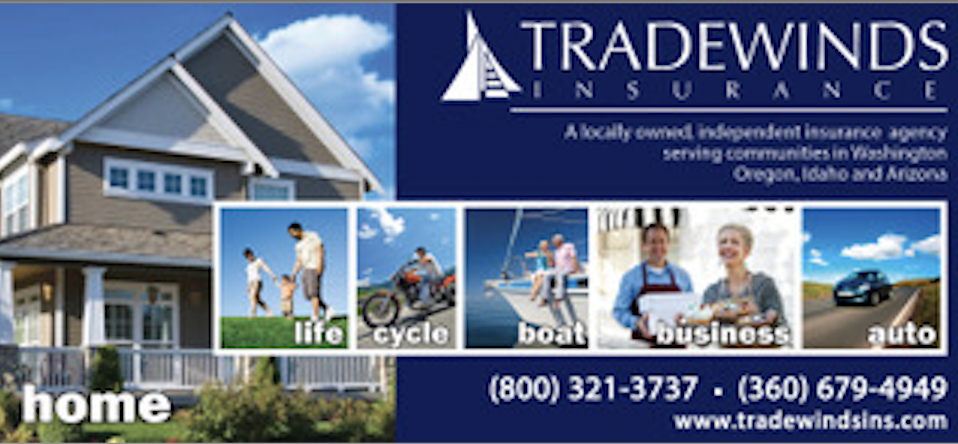 TRADEWINDS
INSURANCE
A locally owned, independent insurance agency
serving communities in Washington
Oregon, Idaho and Arizona
life cycle boat business auto
home
(800) 321-3737 • (360) 679-4949
www.tradewindsins.com